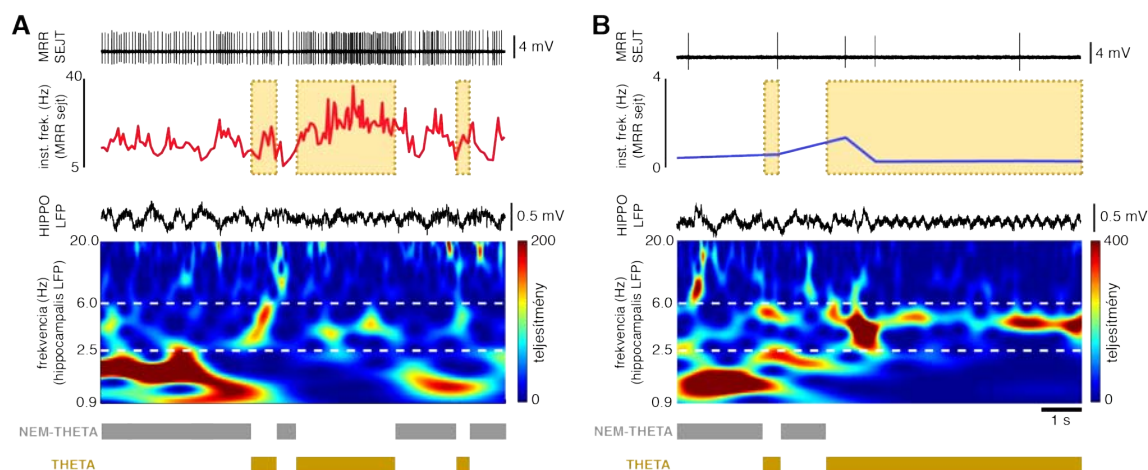 A
MRR
SEJT
4 mV
40
5
inst. frek. (Hz)
(MRR sejt)
HIPPO
LFP
0.5 mV
20.0
6.0
2.5
0.9
frekvencia (Hz)
(hippocampalis LFP)
200
0
teljesítmény
NEM-THETA
THETA
B
MRR
SEJT
4 mV
4
0
inst. frek. (Hz)
(MRR sejt)
HIPPO
LFP
0.5 mV
20.0
6.0
2.5
0.9
frekvencia (Hz)
(hippocampalis LFP)
400
0
teljesítmény
1 s
NEM-THETA
THETA